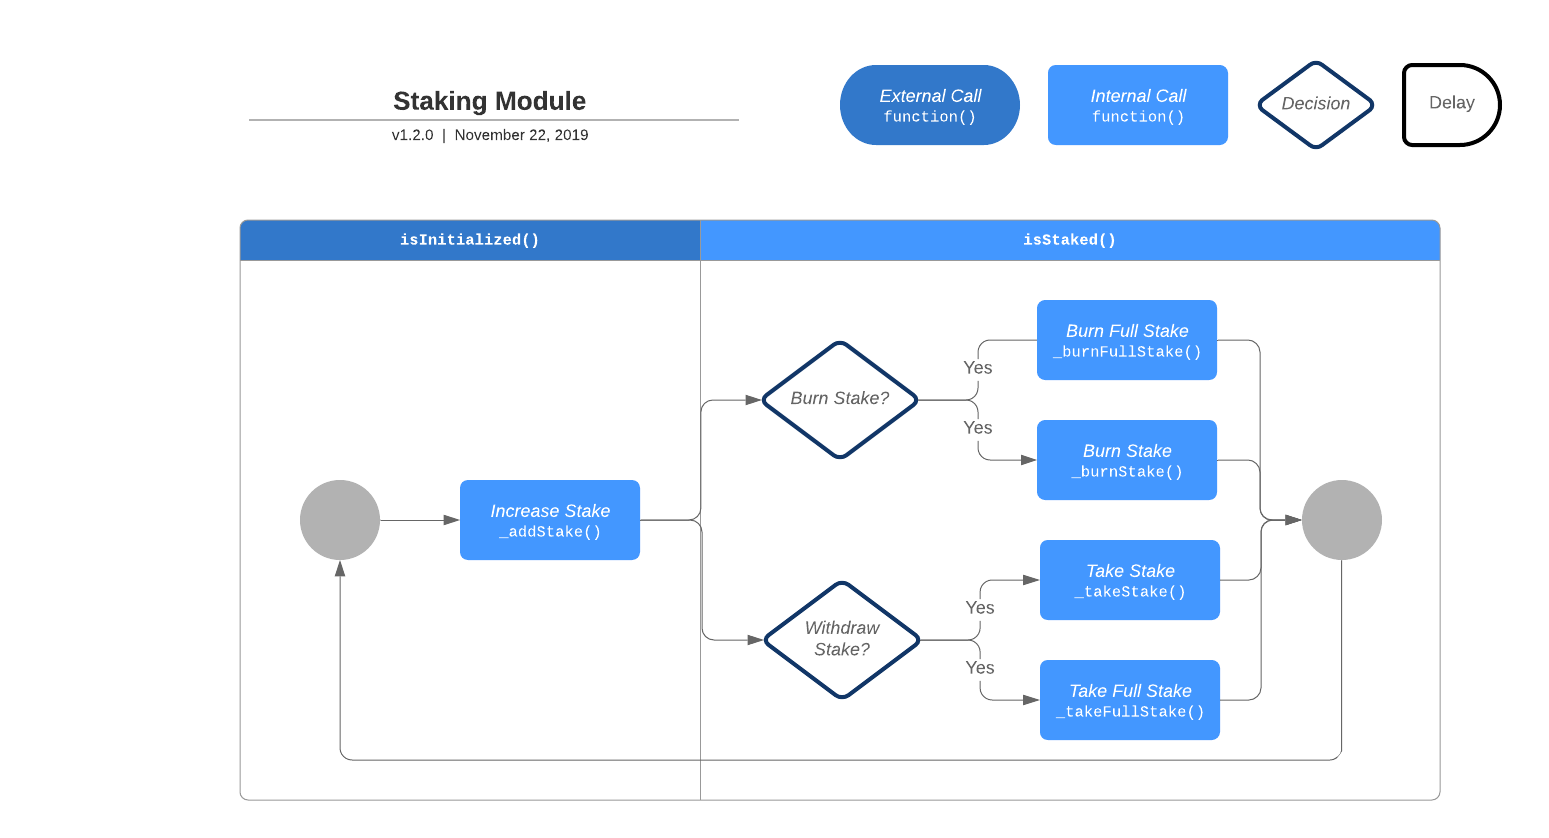 Staking Module
v1.2.0 | November 22, 2019
External Call
function()
Internal Call
function()
Decision
Delay
isInitialized()
isStaked()
Burn Full Stake
_burnFullStake()
Yes
Burn Stake?
Yes
Burn Stake
_burnStake()
Increase Stake
_addStake()
Take Stake
_takeStake()
Yes
Withdraw
Stake?
Yes
Take Full Stake
_takeFullStake()